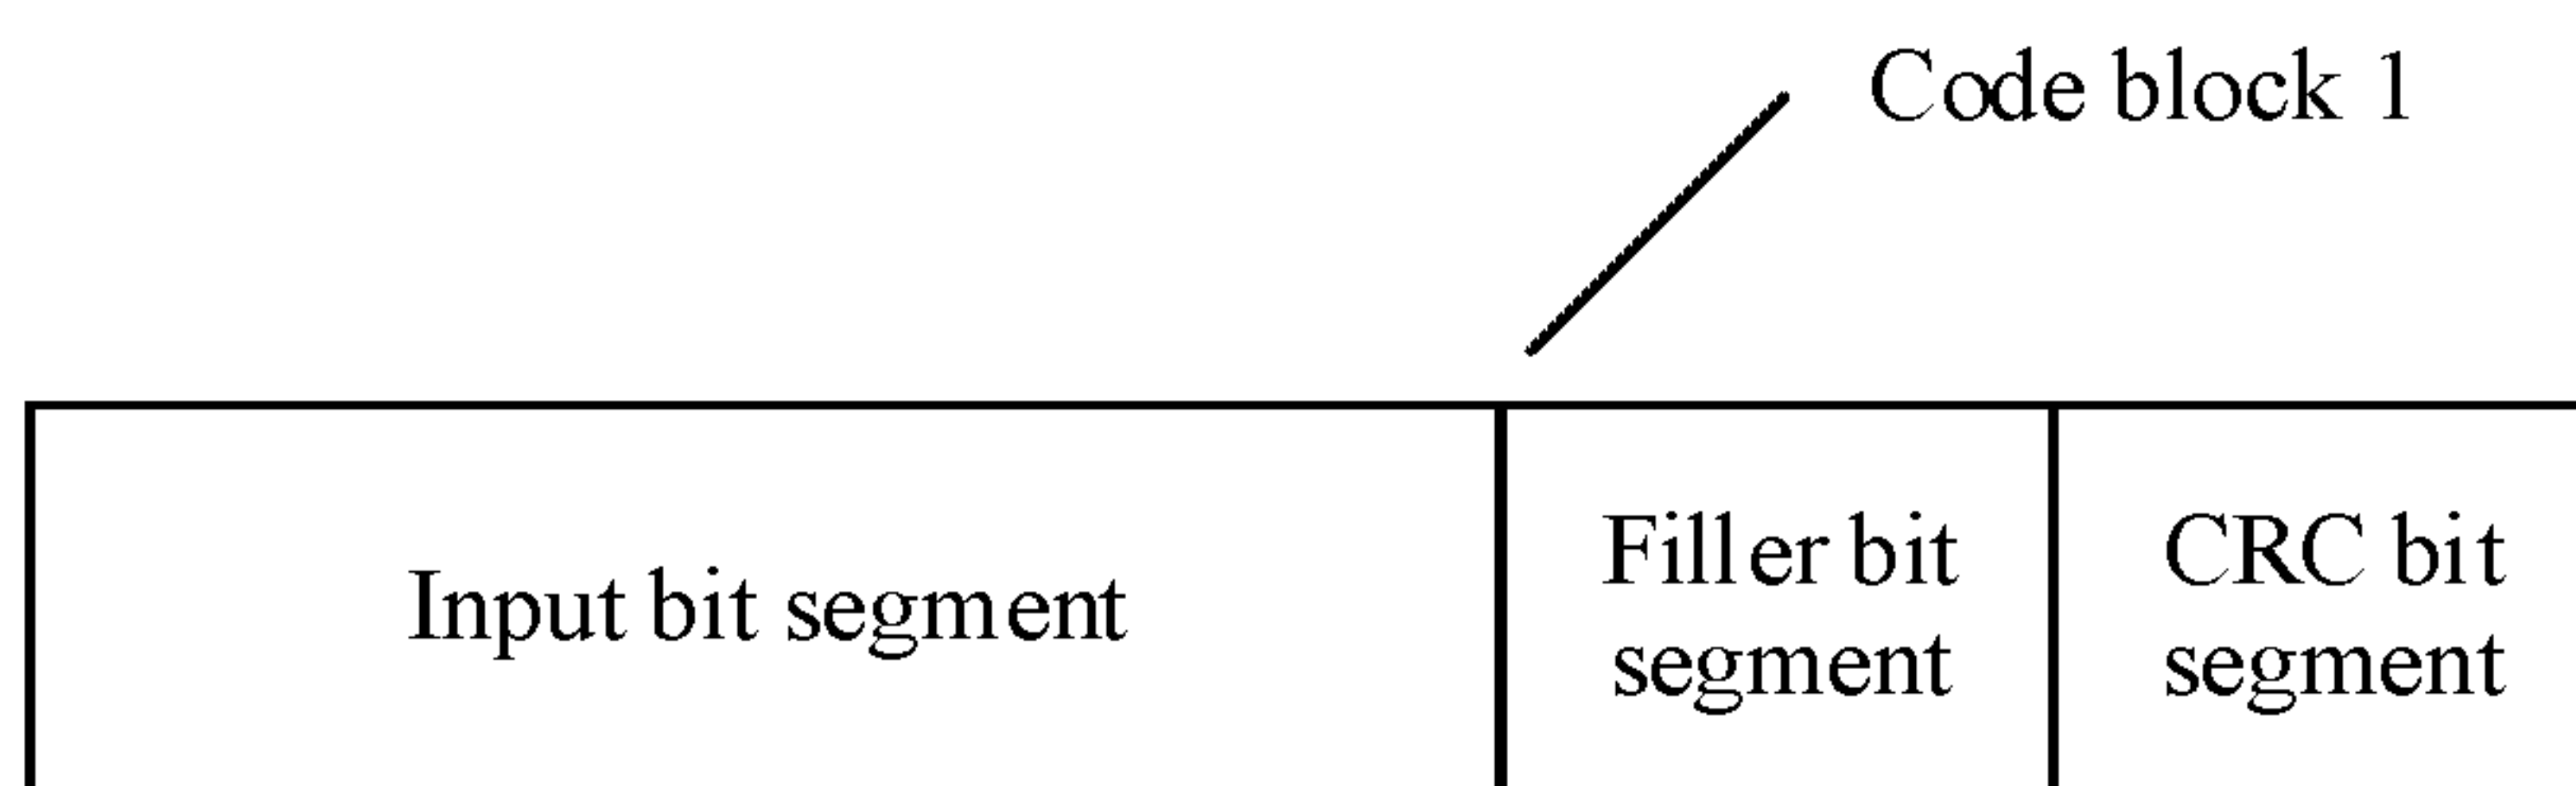 Code block 1
Input bit segment
Filler bit
segment
CRC bit
segment